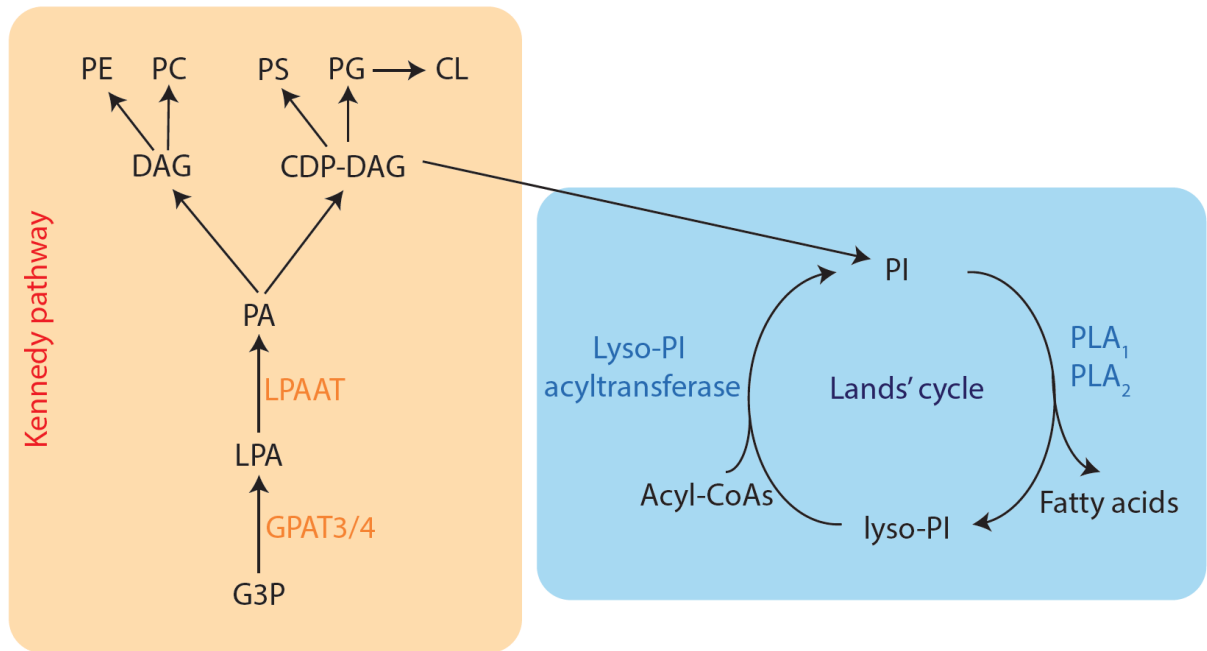 Kennedy pathway
PE
PC
PS
PG
CL
DAG
CDP-DAG
PA
LPAAT
LPA
GPAT3/4
G3P
PI
Lyso-PI
acyltransferase
Lands' cycle
PLA₁
PLA₂
Acyl-CoAs
Fatty acids
lyso-PI